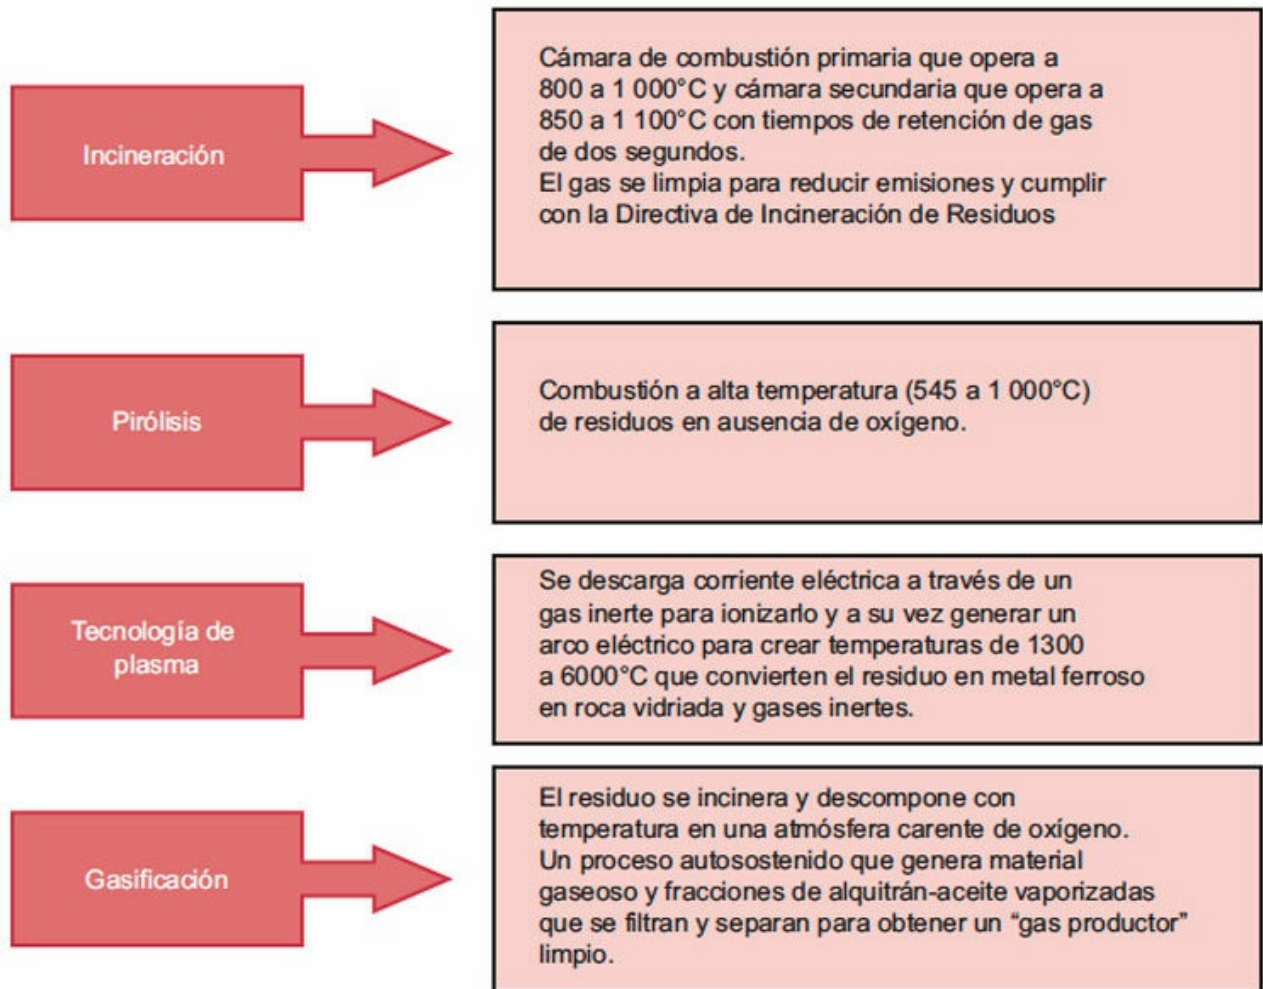 Incineración
Cámara de combustión primaria que opera a
800 a 1 000°C y cámara secundaria que opera a
850 a 1 100°C con tiempos de retención de gas
de dos segundos.
El gas se limpia para reducir emisiones y cumplir
con la Directiva de Incineración de Residuos
Pirólisis
Combustión a alta temperatura (545 a 1 000°C)
de residuos en ausencia de oxígeno.
Tecnología de
plasma
Se descarga corriente eléctrica a través de un
gas inerte para ionizarlo y a su vez generar un
arco eléctrico para crear temperaturas de 1300
a 6000°C que convierten el residuo en metal ferroso
en roca vidriada y gases inertes.
Gasificación
El residuo se incinera y descompone con
temperatura en una atmósfera carente de oxígeno.
Un proceso autosostenido que genera material
gaseoso y fracciones de alquitrán-aceite vaporizadas
que se filtran y separan para obtener un “gas productor”
limpio.